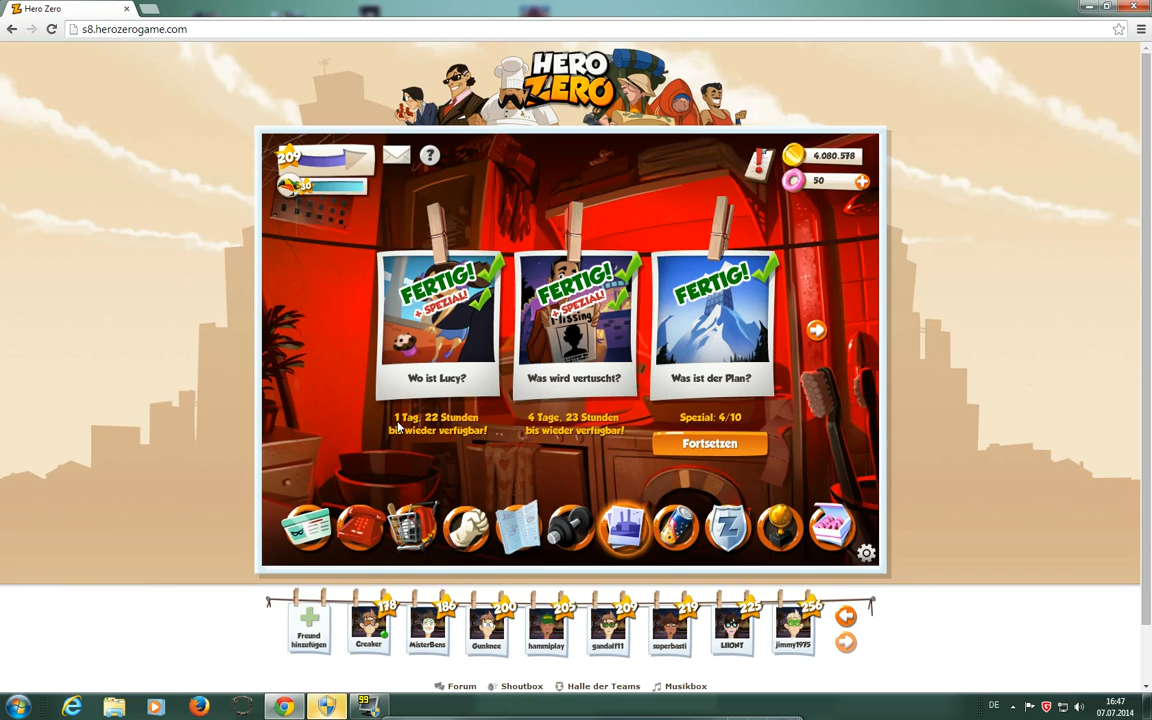 Hero Zero
s8.herozerogame.com
HERO
ZERO
209
4.080.578
30
50
FERTIG!
+ SPEZIAL!
FERTIG!
+ SPEZIAL!
Missing
FERTIG!
Wo ist Lucy?
Was wird vertuscht?
Was ist der Plan?
1 Tag, 22 Stunden
bis wieder verfügbar!
4 Tage, 23 Stunden
bis wieder verfügbar!
Spezial: 4/10
Fortsetzen
Z
178
186
200
205
209
219
225
256
Freund
hinzufügen
Creaker
MisterBens
Gunknee
hammiplay
gandalf11
superbasti
jimmy1975
Forum
Shoutbox
Halle der Teams
Musikbox
99
DE
16:47
07.07.2014